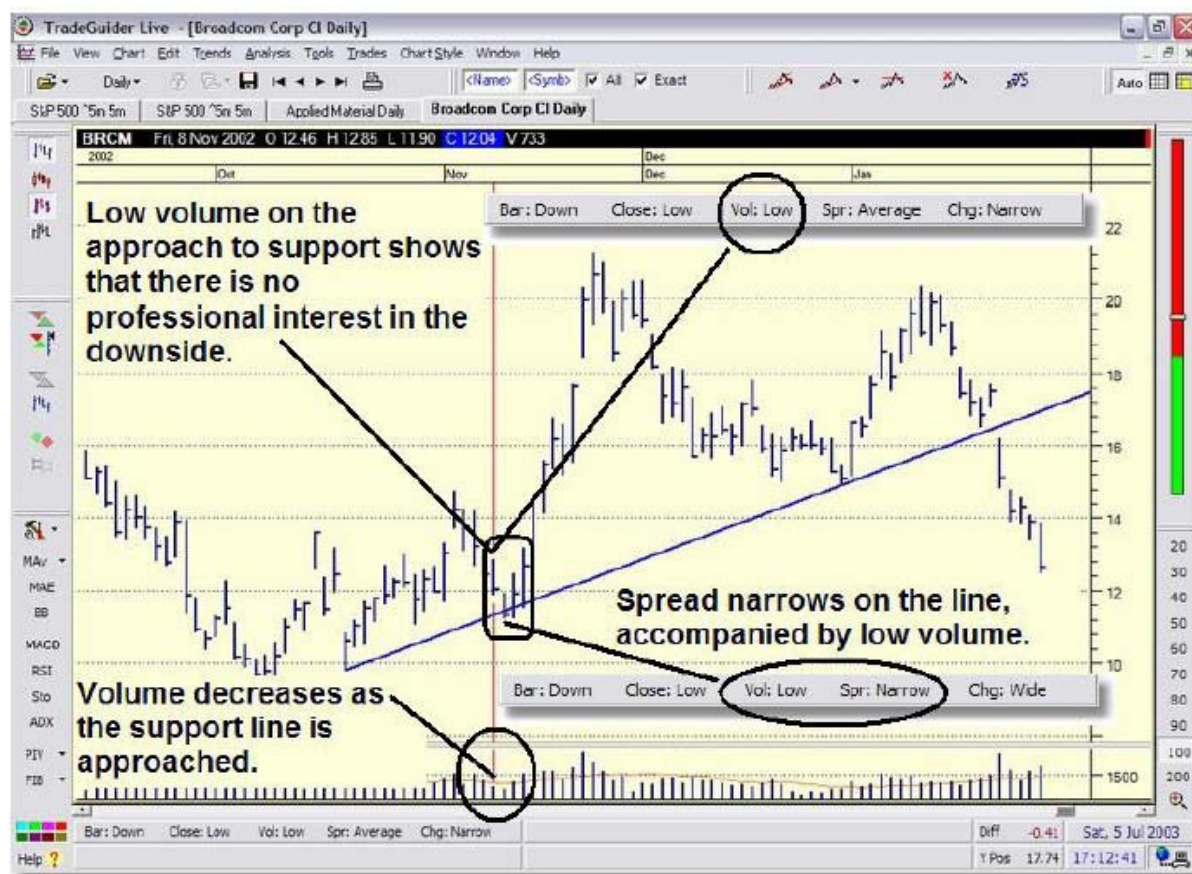 TradeGuider Live - [Broadcom Corp Cl Daily]
File View Chart Edit Trends Analysis Tools Trades Chart Style Window Help
Daily <Name> <Symb> All Exact Auto
S&P 500 ^5n 5m S&P 500 ^5n 5m Applied Material Daily Broadcom Corp Cl Daily
BRCM Fri, 8 Nov 2002 O 12.46 H 12.85 L 11.90 C 12.04 V 733
2002 Dec
Oct Nov Dec Jan
Bar: Down Close: Low Vol: Low Spr: Average Chg: Narrow
Low volume on the
approach to support shows
that there is no
professional interest in the
downside.
22
20
18
16
14
12
10
Spread narrows on the line,
accompanied by low volume.
Bar: Down Close: Low Vol: Low Spr: Narrow Chg: Wide
Volume decreases as
the support line is
approached.
1500
MAv
MAE
BB
MACD
RSI
Sto
ADX
PIV
FIB
20
30
40
50
60
70
80
90
100
200
Bar: Down Close: Low Vol: Low Spr: Average Chg: Narrow Diff -0.41 Sat, 5 Jul 2003
Help ? Y Pos 17.74 17:12:41